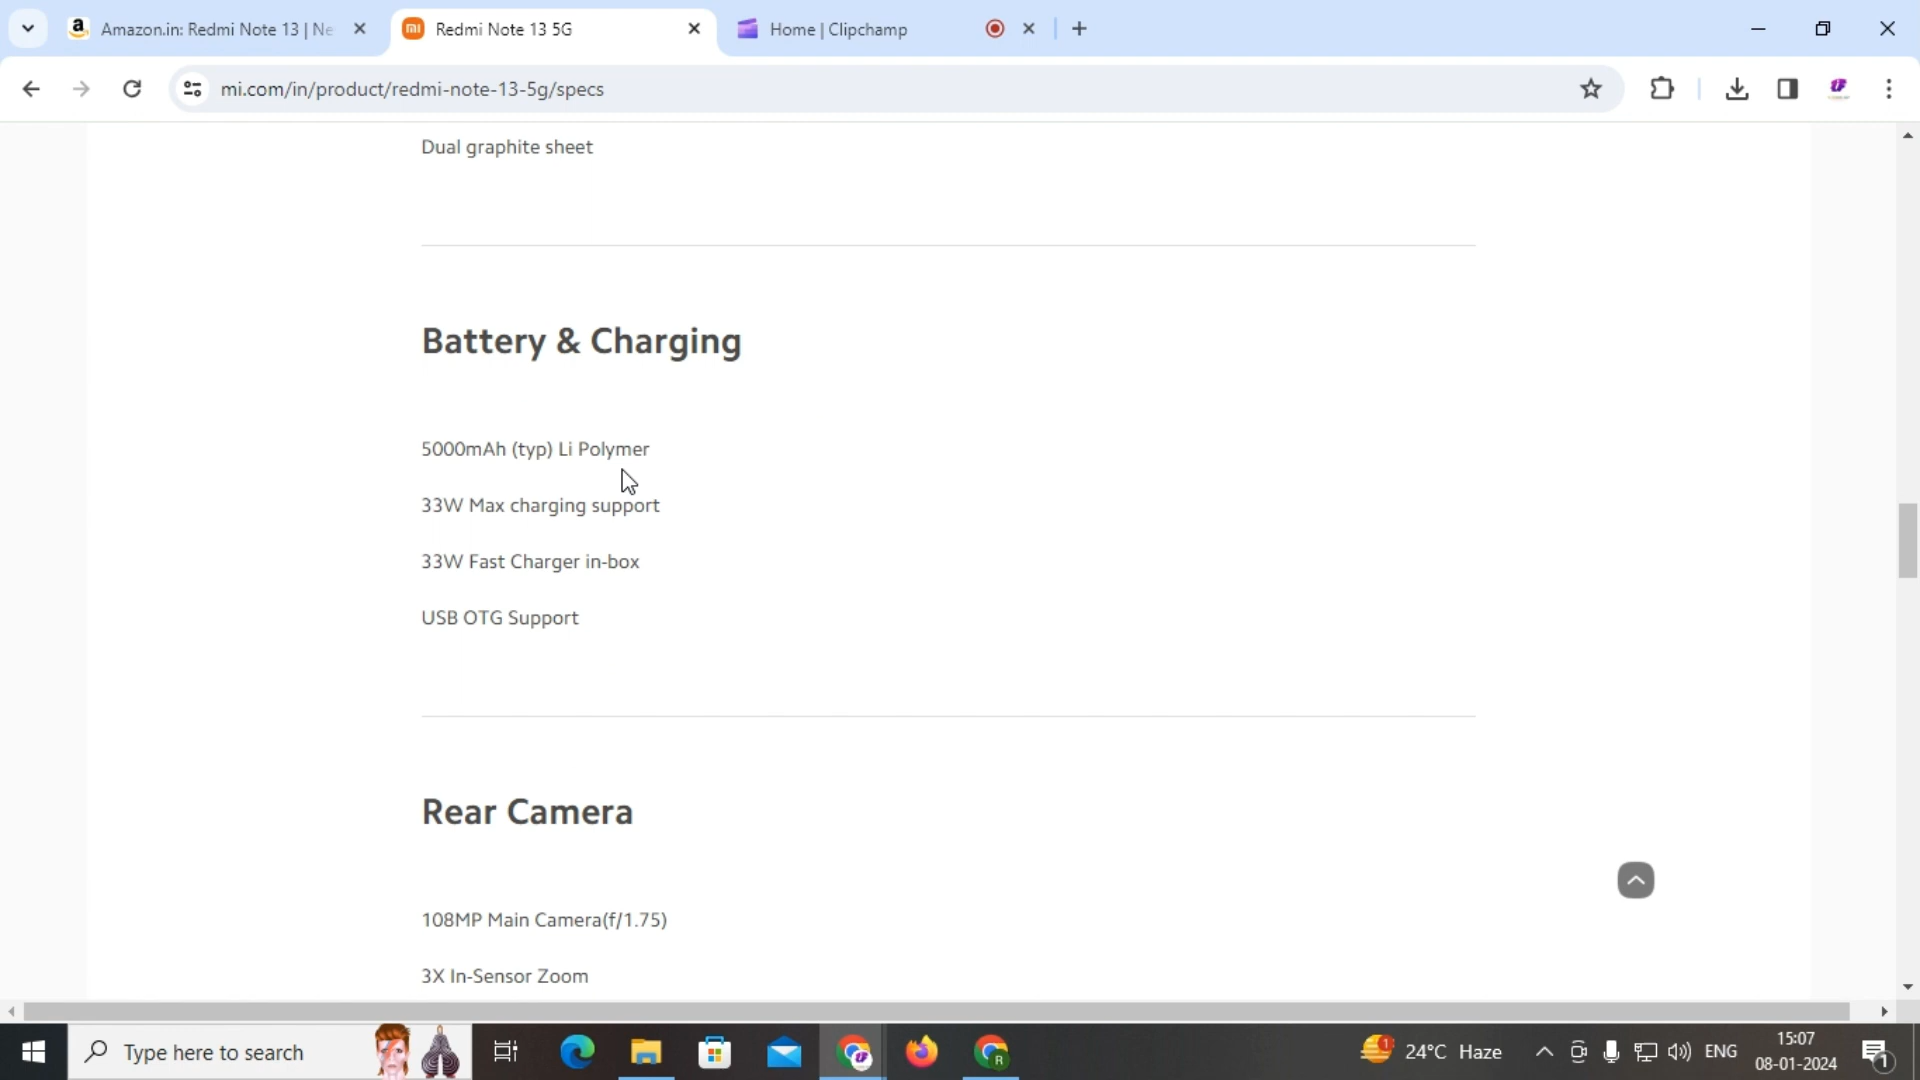 Amazon.in: Redmi Note 13 | Ne
Redmi Note 13 5G
Home | Clipchamp
mi.com/in/product/redmi-note-13-5g/specs
Dual graphite sheet
Battery & Charging
5000mAh (typ) Li Polymer
33W Max charging support
33W Fast Charger in-box
USB OTG Support
Rear Camera
108MP Main Camera(f/1.75)
3X In-Sensor Zoom
Type here to search
1
24°C Haze
ENG
15:07
08-01-2024
1